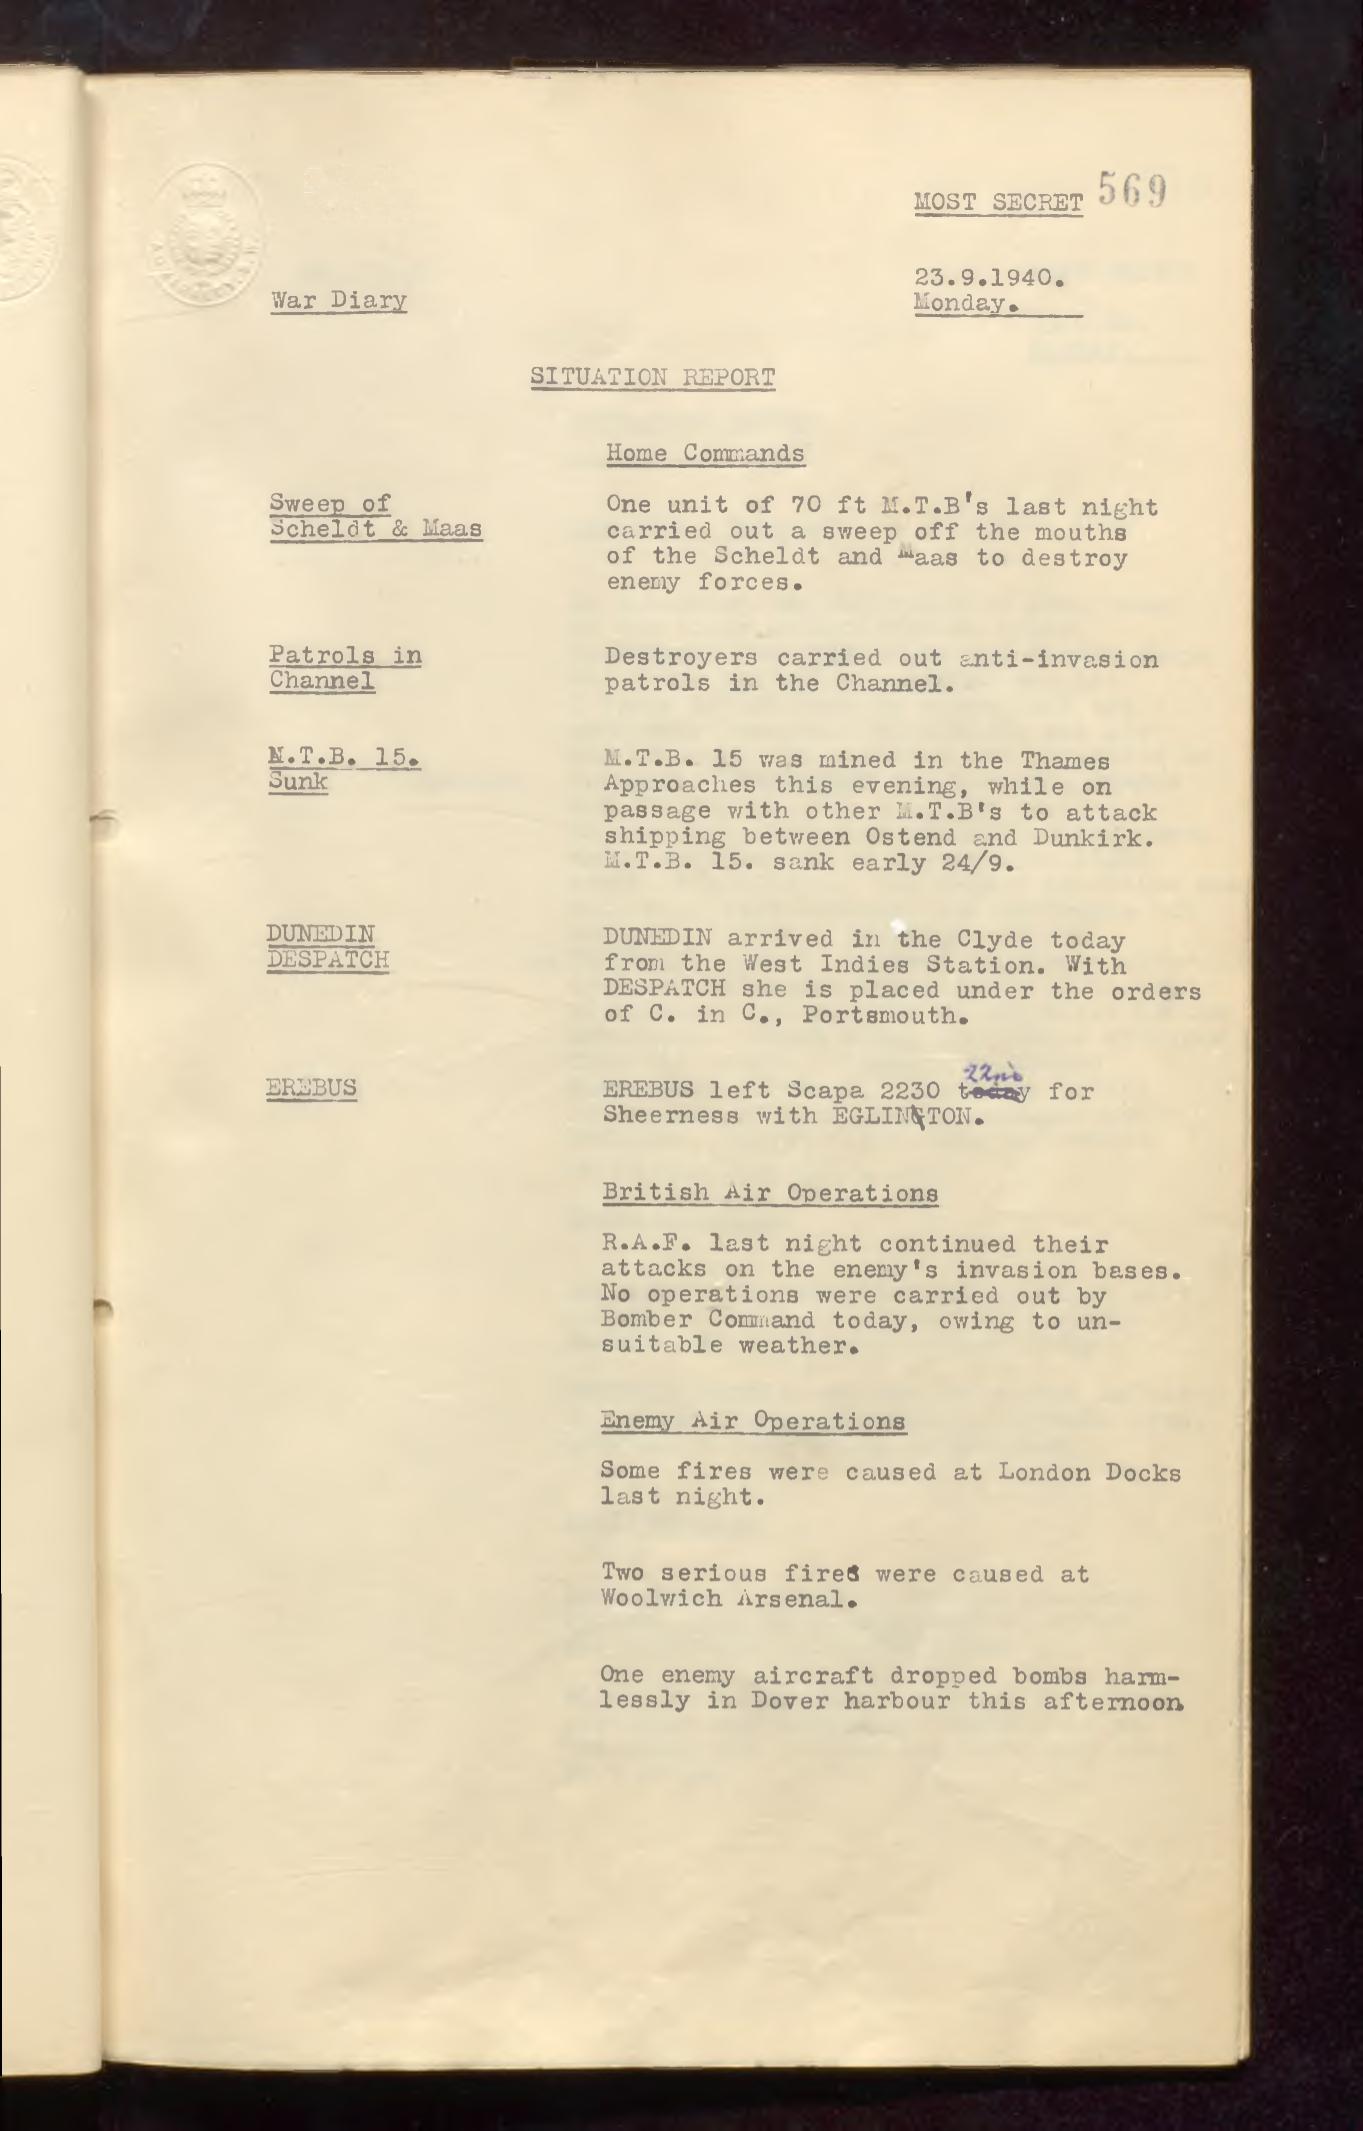 MOST SECRET 569
23.9.1940.
War Diary
Monday.
SITUATION REPORT
Home Commands
Sweep of
Scheldt & Maas
One unit of 70 ft M.T.B's last night
carried out a sweep off the mouths
of the Scheldt and Maas to destroy
enemy forces.
Patrols in
Channel
Destroyers carried out anti-invasion
patrols in the Channel.
M.T.B. 15.
Sunk
M.T.B. 15 was mined in the Thames
Approaches this evening, while on
passage with other M.T.B's to attack
shipping between Ostend and Dunkirk.
M.T.B. 15. sank early 24/9.
DUNEDIN
DESPATCH
DUNEDIN arrived in the Clyde today
from the West Indies Station. With
DESPATCH she is placed under the orders
of C. in C., Portsmouth.
EREBUS
22nd
EREBUS left Scapa 2230 today for
Sheerness with EGLINGTON.
British Air Operations
R.A.F. last night continued their
attacks on the enemy's invasion bases.
No operations were carried out by
Bomber Command today, owing to un-
suitable weather.
Enemy Air Operations
Some fires were caused at London Docks
last night.
Two serious fires were caused at
Woolwich Arsenal.
One enemy aircraft dropped bombs harm-
lessly in Dover harbour this afternoon.